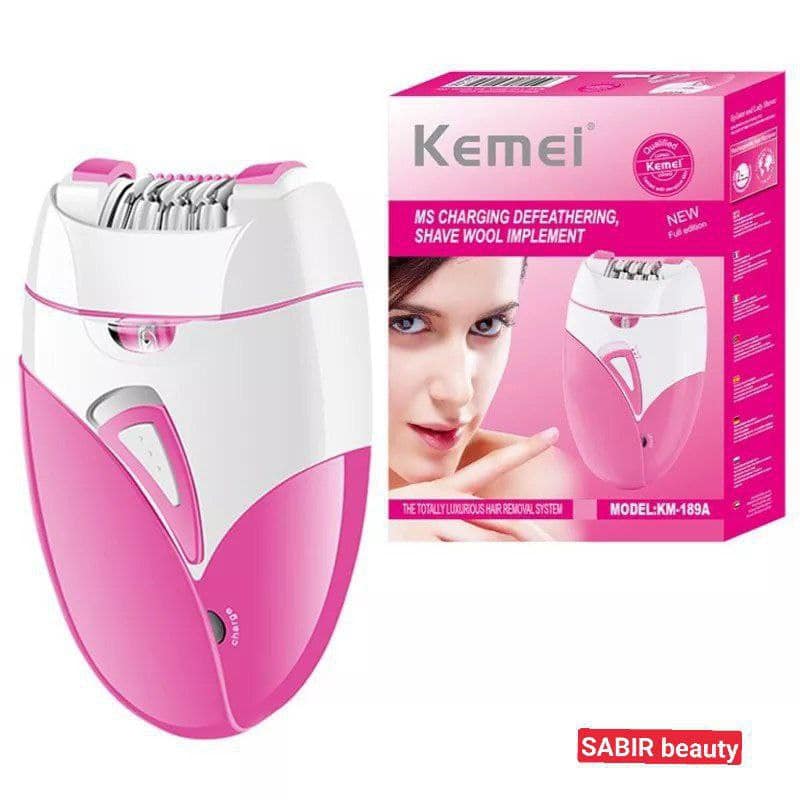 Kemei®
Qualified
Kemei
MS CHARGING DEFEATHERING,
SHAVE WOOL IMPLEMENT
NEW
Full edition
THE TOTALLY LUXURIOUS HAIR REMOVAL SYSTEM
MODEL:KM-189A
charge
SABIR beauty